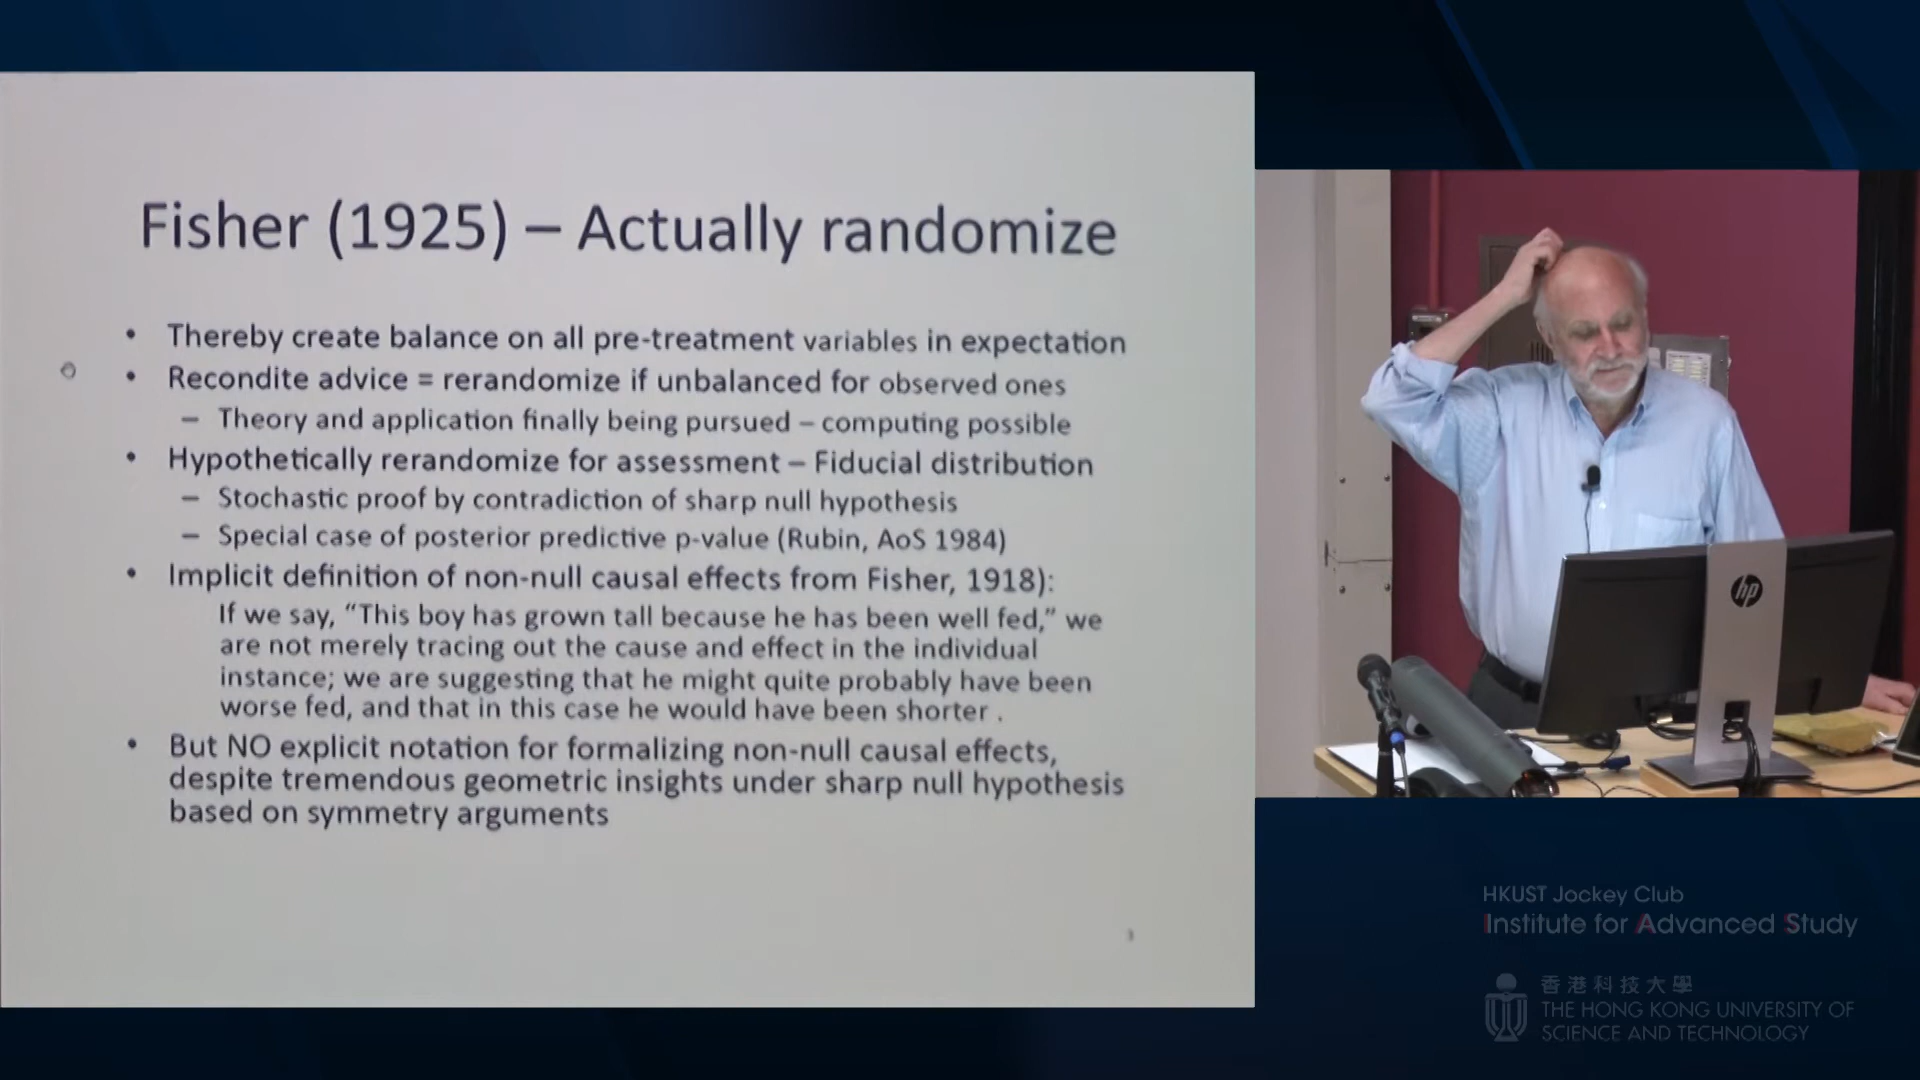 Fisher (1925) – Actually randomize
• Thereby create balance on all pre-treatment variables in expectation
• Recondite advice = rerandomize if unbalanced for observed ones
– Theory and application finally being pursued – computing possible
• Hypothetically rerandomize for assessment – Fiducial distribution
– Stochastic proof by contradiction of sharp null hypothesis
– Special case of posterior predictive p-value (Rubin, AoS 1984)
• Implicit definition of non-null causal effects from Fisher, 1918):
If we say, “This boy has grown tall because he has been well fed,” we
are not merely tracing out the cause and effect in the individual
instance; we are suggesting that he might quite probably have been
worse fed, and that in this case he would have been shorter .
• But NO explicit notation for formalizing non-null causal effects,
despite tremendous geometric insights under sharp null hypothesis
based on symmetry arguments
hp
HKUST Jockey Club
Institute for Advanced Study
香港科技大學
THE HONG KONG UNIVERSITY OF
SCIENCE AND TECHNOLOGY